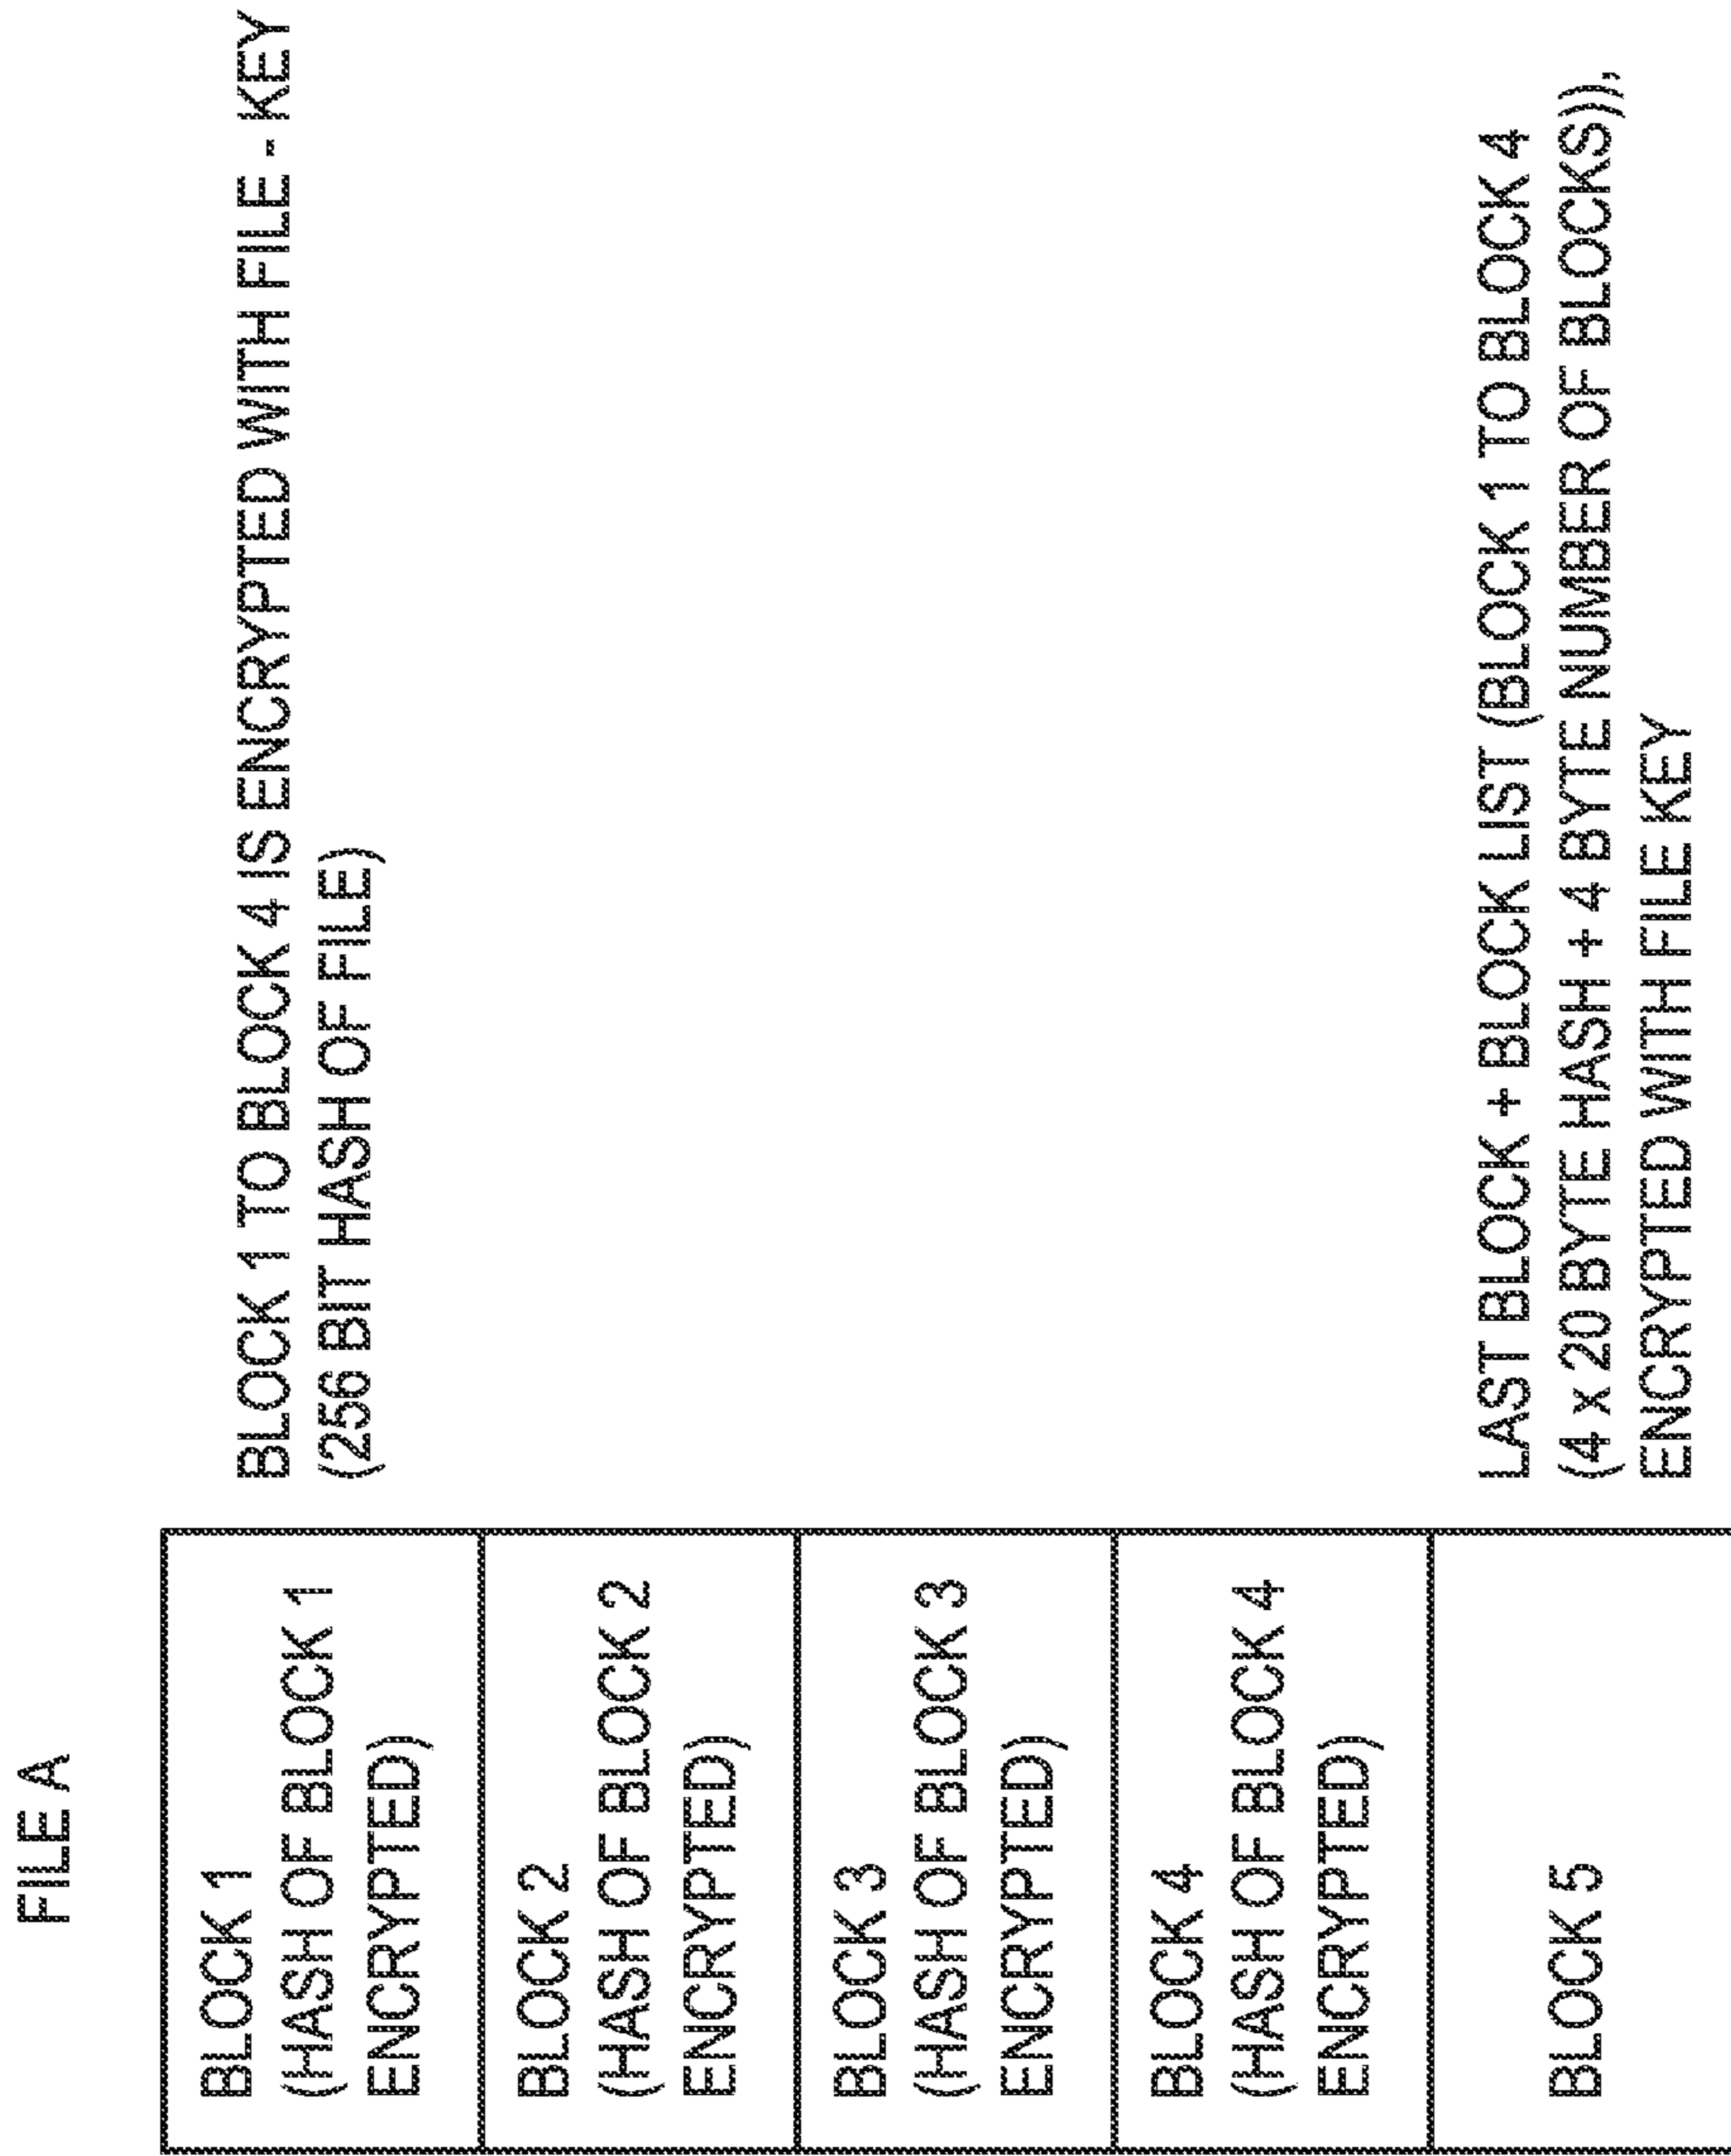 FILE A
BLOCK 1
(HASH OF BLOCK 1
ENCRYPTED)
BLOCK 1 TO BLOCK 4 IS ENCRYPTED WITH FILE - KEY
(256 BIT HASH OF FILE)
BLOCK 2
(HASH OF BLOCK 2
ENCRYPTED)
BLOCK 3
(HASH OF BLOCK 3
ENCRYPTED)
BLOCK 4
(HASH OF BLOCK 4
ENCRYPTED)
BLOCK 5
LAST BLOCK + BLOCK LIST (BLOCK 1 TO BLOCK 4
(4 x 20 BYTE HASH + 4 BYTE NUMBER OF BLOCKS)),
ENCRYPTED WITH FILE KEY